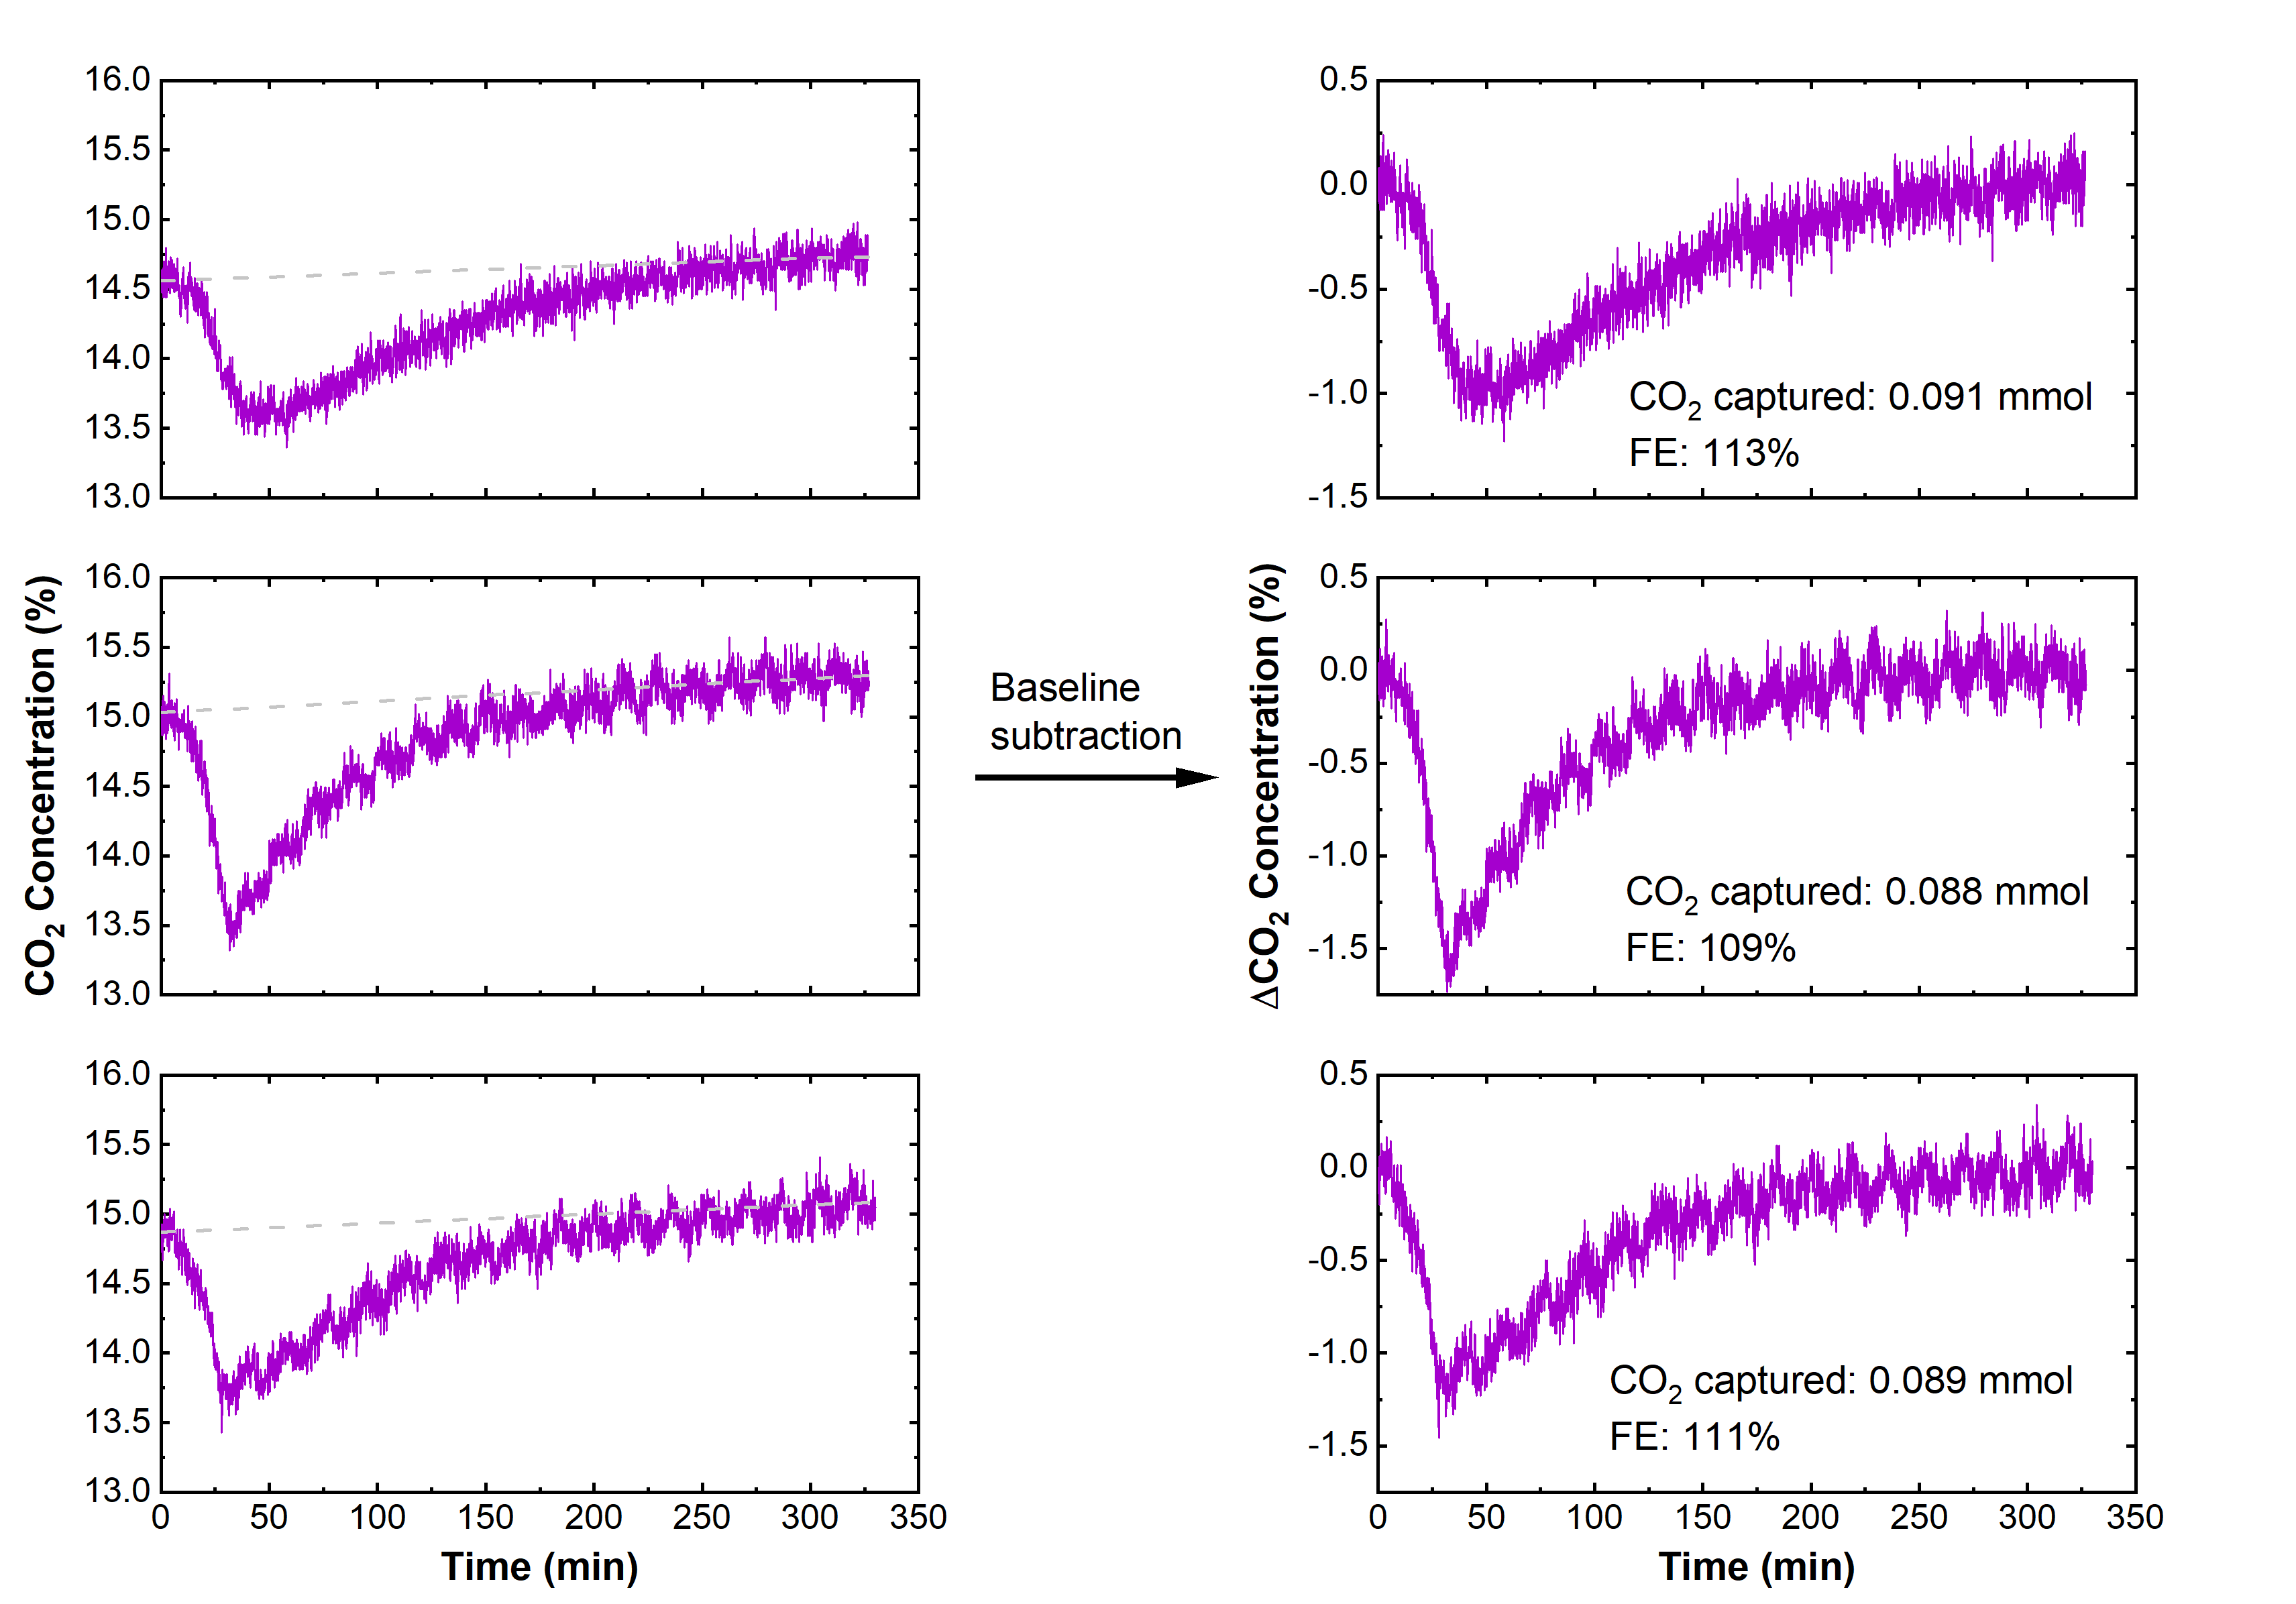 16.0
15.5
15.0
14.5
14.0
13.5
13.0
0.5
0.0
-0.5
-1.0
-1.5
CO2 captured: 0.091 mmol
FE: 113%
CO2 Concentration (%)
16.0
15.5
15.0
14.5
14.0
13.5
13.0
Baseline
subtraction
ΔCO2 Concentration (%)
0.5
0.0
-0.5
-1.0
-1.5
CO2 captured: 0.088 mmol
FE: 109%
16.0
15.5
15.0
14.5
14.0
13.5
13.0
0 50 100 150 200 250 300 350
Time (min)
0.5
0.0
-0.5
-1.0
-1.5
CO2 captured: 0.089 mmol
FE: 111%
0 50 100 150 200 250 300 350
Time (min)